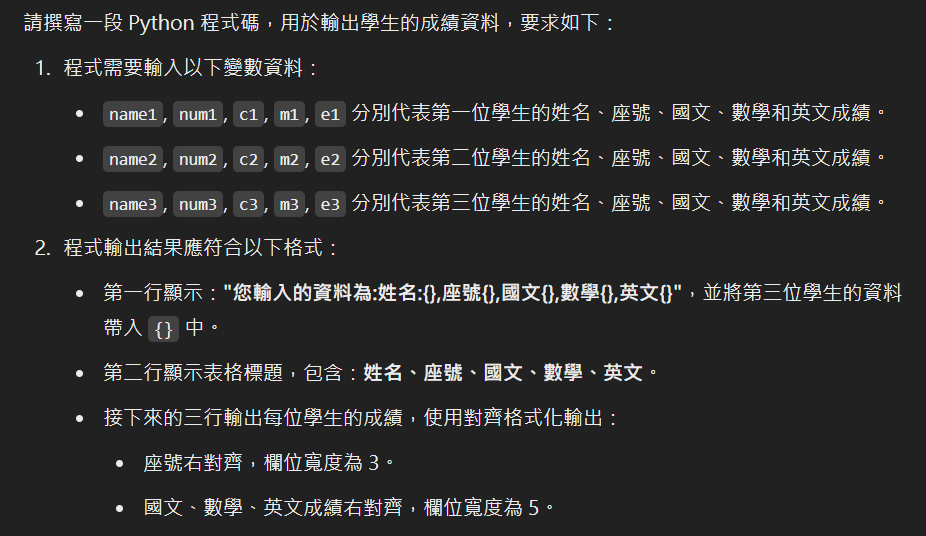 請撰寫一段 Python 程式碼，用於輸出學生的成績資料，要求如下：
1. 程式需要輸入以下變數資料：
• name1, num1, c1, m1, e1 分別代表第一位學生的姓名、座號、國文、數學和英文成績。
• name2, num2, c2, m2, e2 分別代表第二位學生的姓名、座號、國文、數學和英文成績。
• name3, num3, c3, m3, e3 分別代表第三位學生的姓名、座號、國文、數學和英文成績。
2. 程式輸出結果應符合以下格式：
• 第一行顯示："您輸入的資料為:姓名:{},座號{},國文{},數學{},英文{}"，並將第三位學生的資料
帶入 {} 中。
• 第二行顯示表格標題，包含：姓名、座號、國文、數學、英文。
• 接下來的三行輸出每位學生的成績，使用對齊格式化輸出：
• 座號右對齊，欄位寬度為 3。
• 國文、數學、英文成績右對齊，欄位寬度為 5。